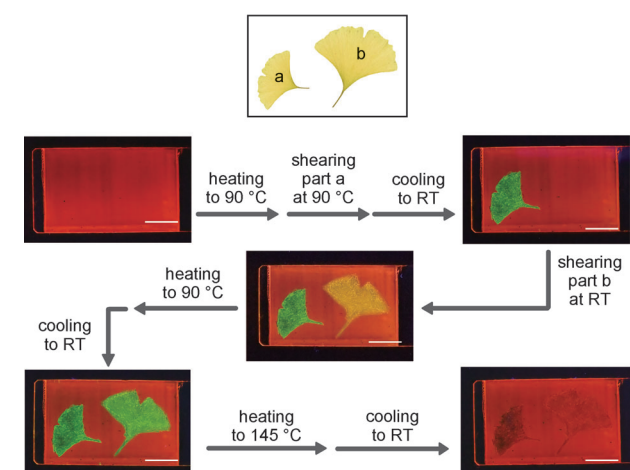 a
b
heating
to 90 °C
shearing
part a
at 90 °C
cooling
to RT
shearing
part b
at RT
heating
to 90 °C
cooling
to RT
heating
to 145 °C
cooling
to RT